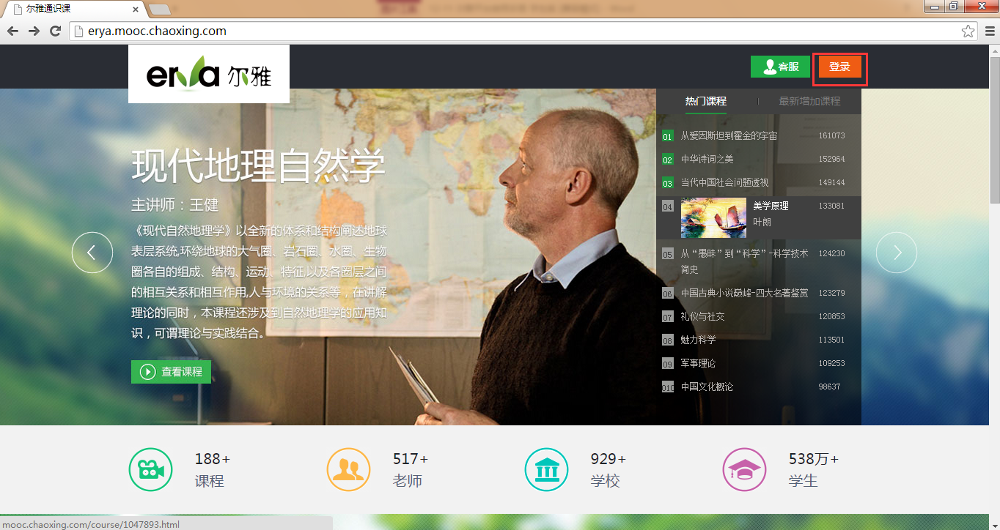 尔雅通识课
erya.mooc.chaoxing.com
erya 尔雅
客服
登录
热门课程
最新增加课程
现代地理自然学
主讲师：王健
《现代自然地理学》以全新的体系和结构阐述地球
表层系统,环绕地球的大气圈、岩石圈、水圈、生物
圈各自的组成、结构、运动、特征,以及各圈层之间
的相互关系和相互作用,人与环境的关系等，在讲解
理论的同时，本课程还涉及到自然地理学的应用知
识，可谓理论与实践结合。
查看课程
01 从爱因斯坦到霍金的宇宙 161073
02 中华诗词之美 152964
03 当代中国社会问题透视 149144
04 美学原理 133081
叶朗
05 从“愚昧”到“科学”-科学技术 124230
简史
06 中国古典小说巅峰-四大名著鉴赏 123279
07 礼仪与社交 120853
08 魅力科学 113501
09 军事理论 109253
010 中国文化概论 98637
188+
课程
517+
老师
929+
学校
538万+
学生
mooc.chaoxing.com/course/1047893.html